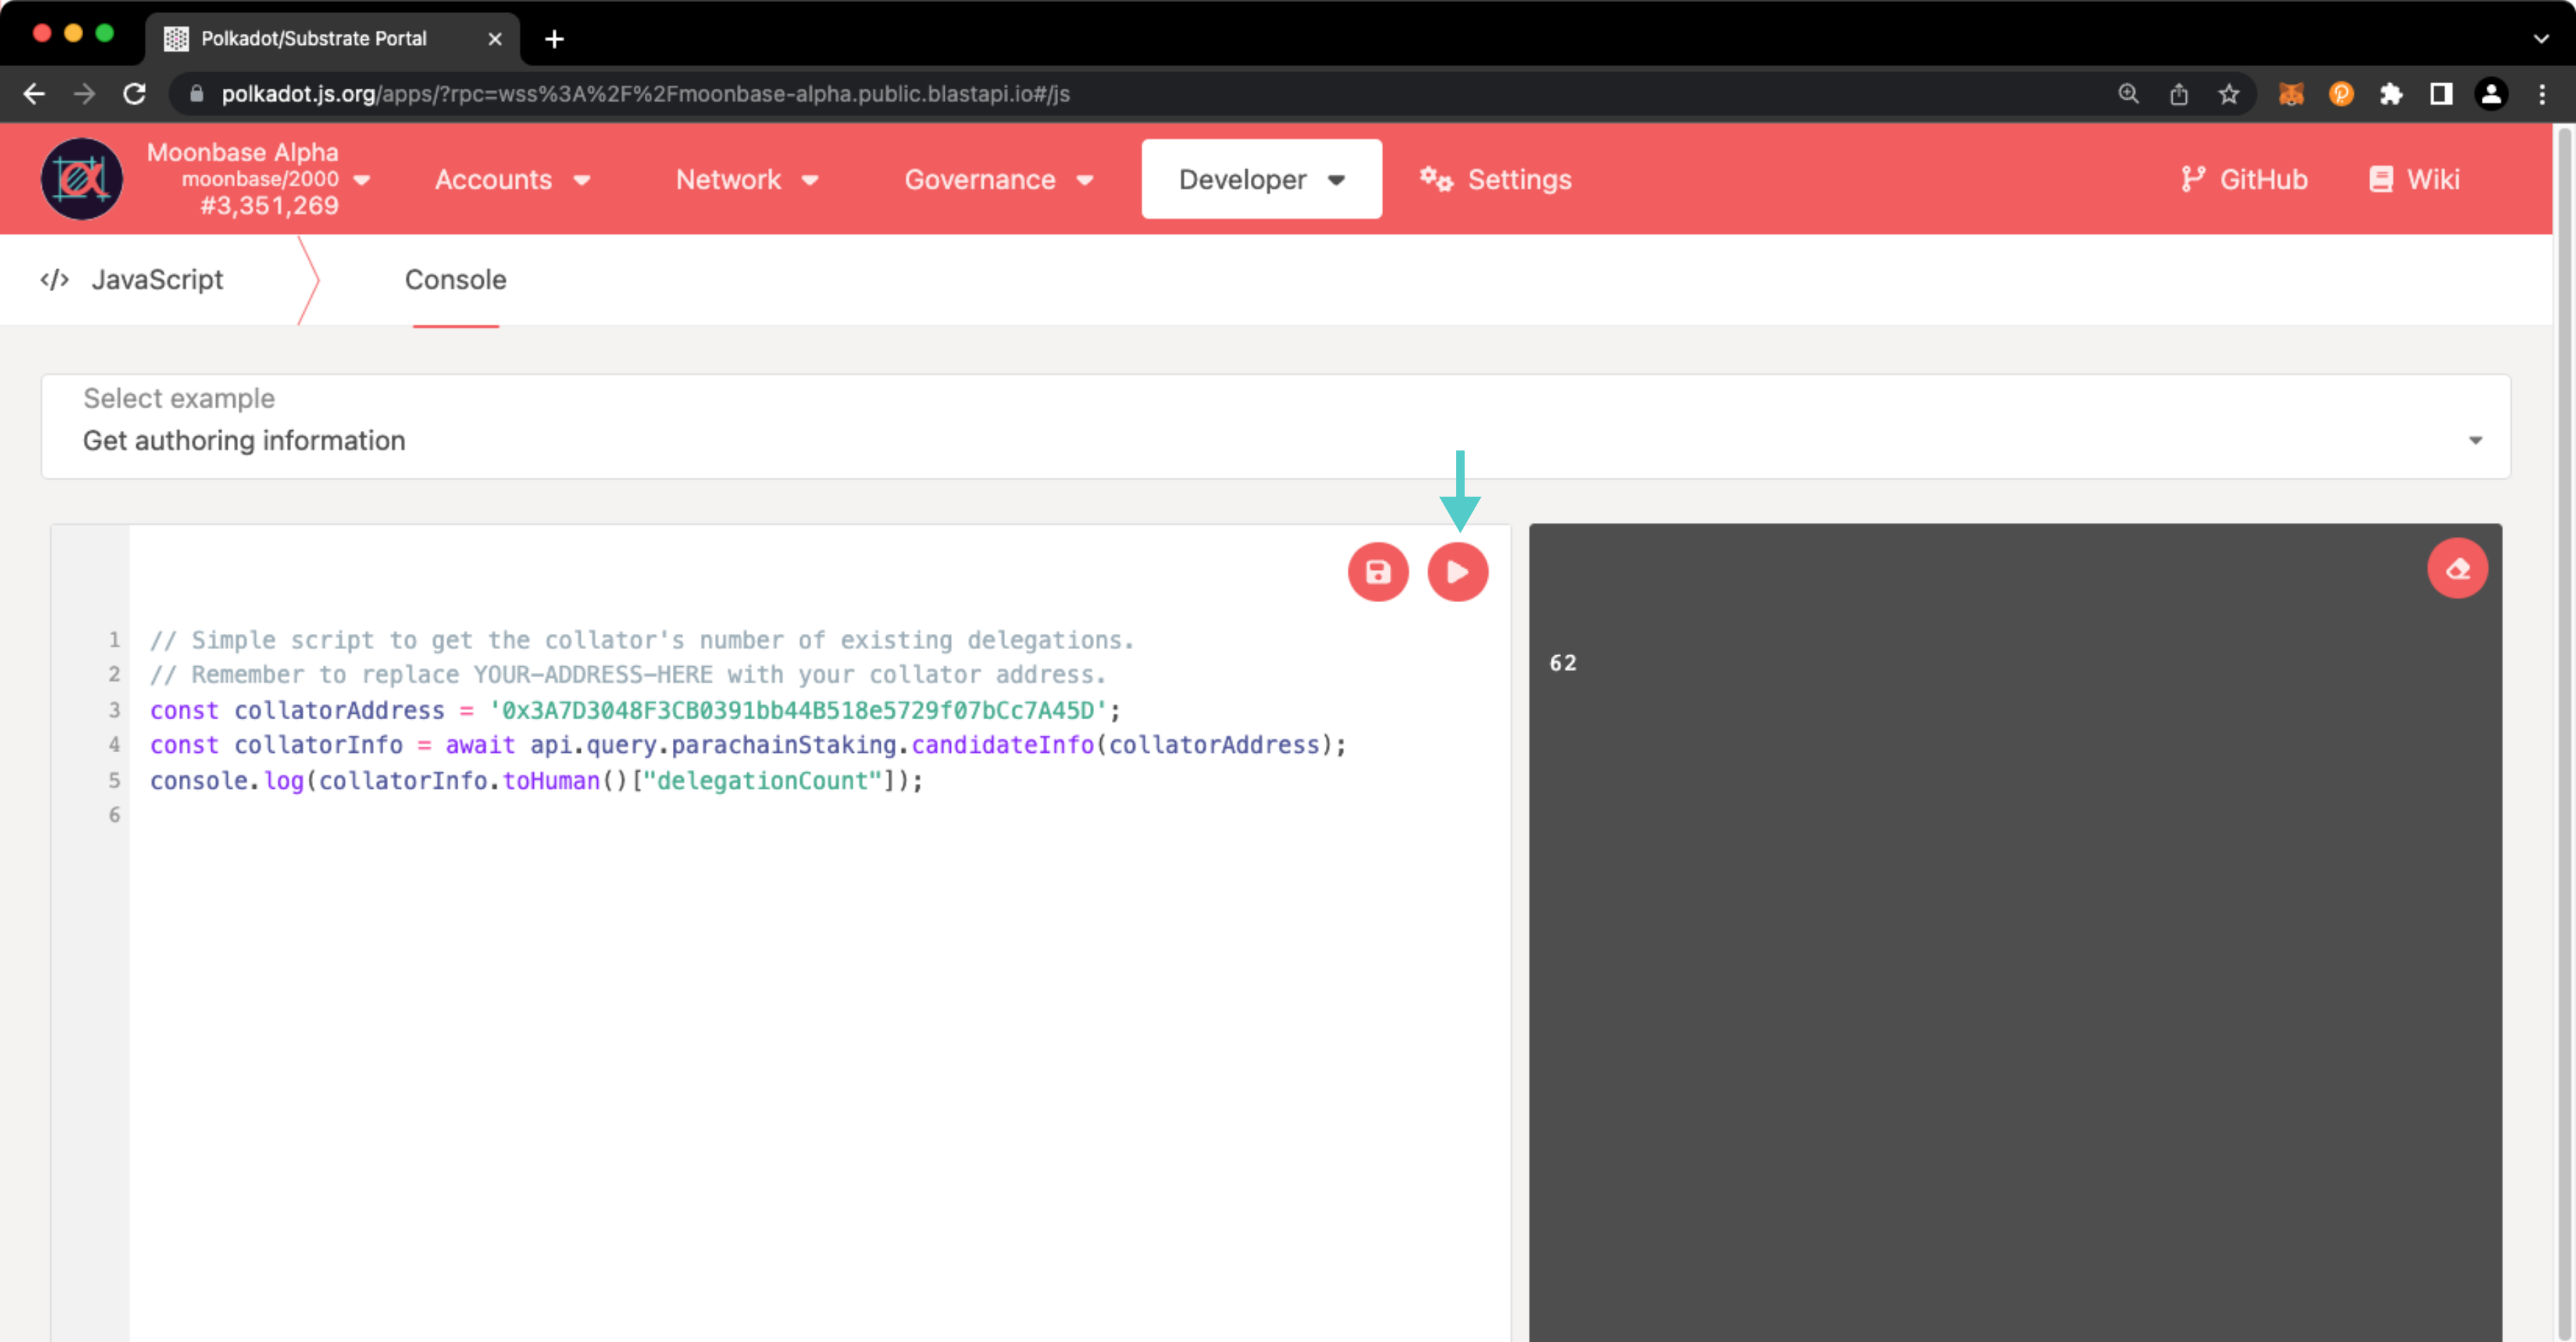 Polkadot/Substrate Portal
polkadot.js.org/apps/?rpc=wss%3A%2F%2Fmoonbase-alpha.public.blastapi.io#/js
Moonbase Alpha
moonbase/2000
#3,351,269
Accounts
Network
Governance
Developer
Settings
GitHub
Wiki
</> JavaScript
Console
Select example
Get authoring information
1 // Simple script to get the collator's number of existing delegations.
2 // Remember to replace YOUR-ADDRESS-HERE with your collator address.
3 const collatorAddress = '0x3A7D3048F3CB0391bb44B518e5729f07bCc7A45D';
4 const collatorInfo = await api.query.parachainStaking.candidateInfo(collatorAddress);
5 console.log(collatorInfo.toHuman()["delegationCount"]);
6
62